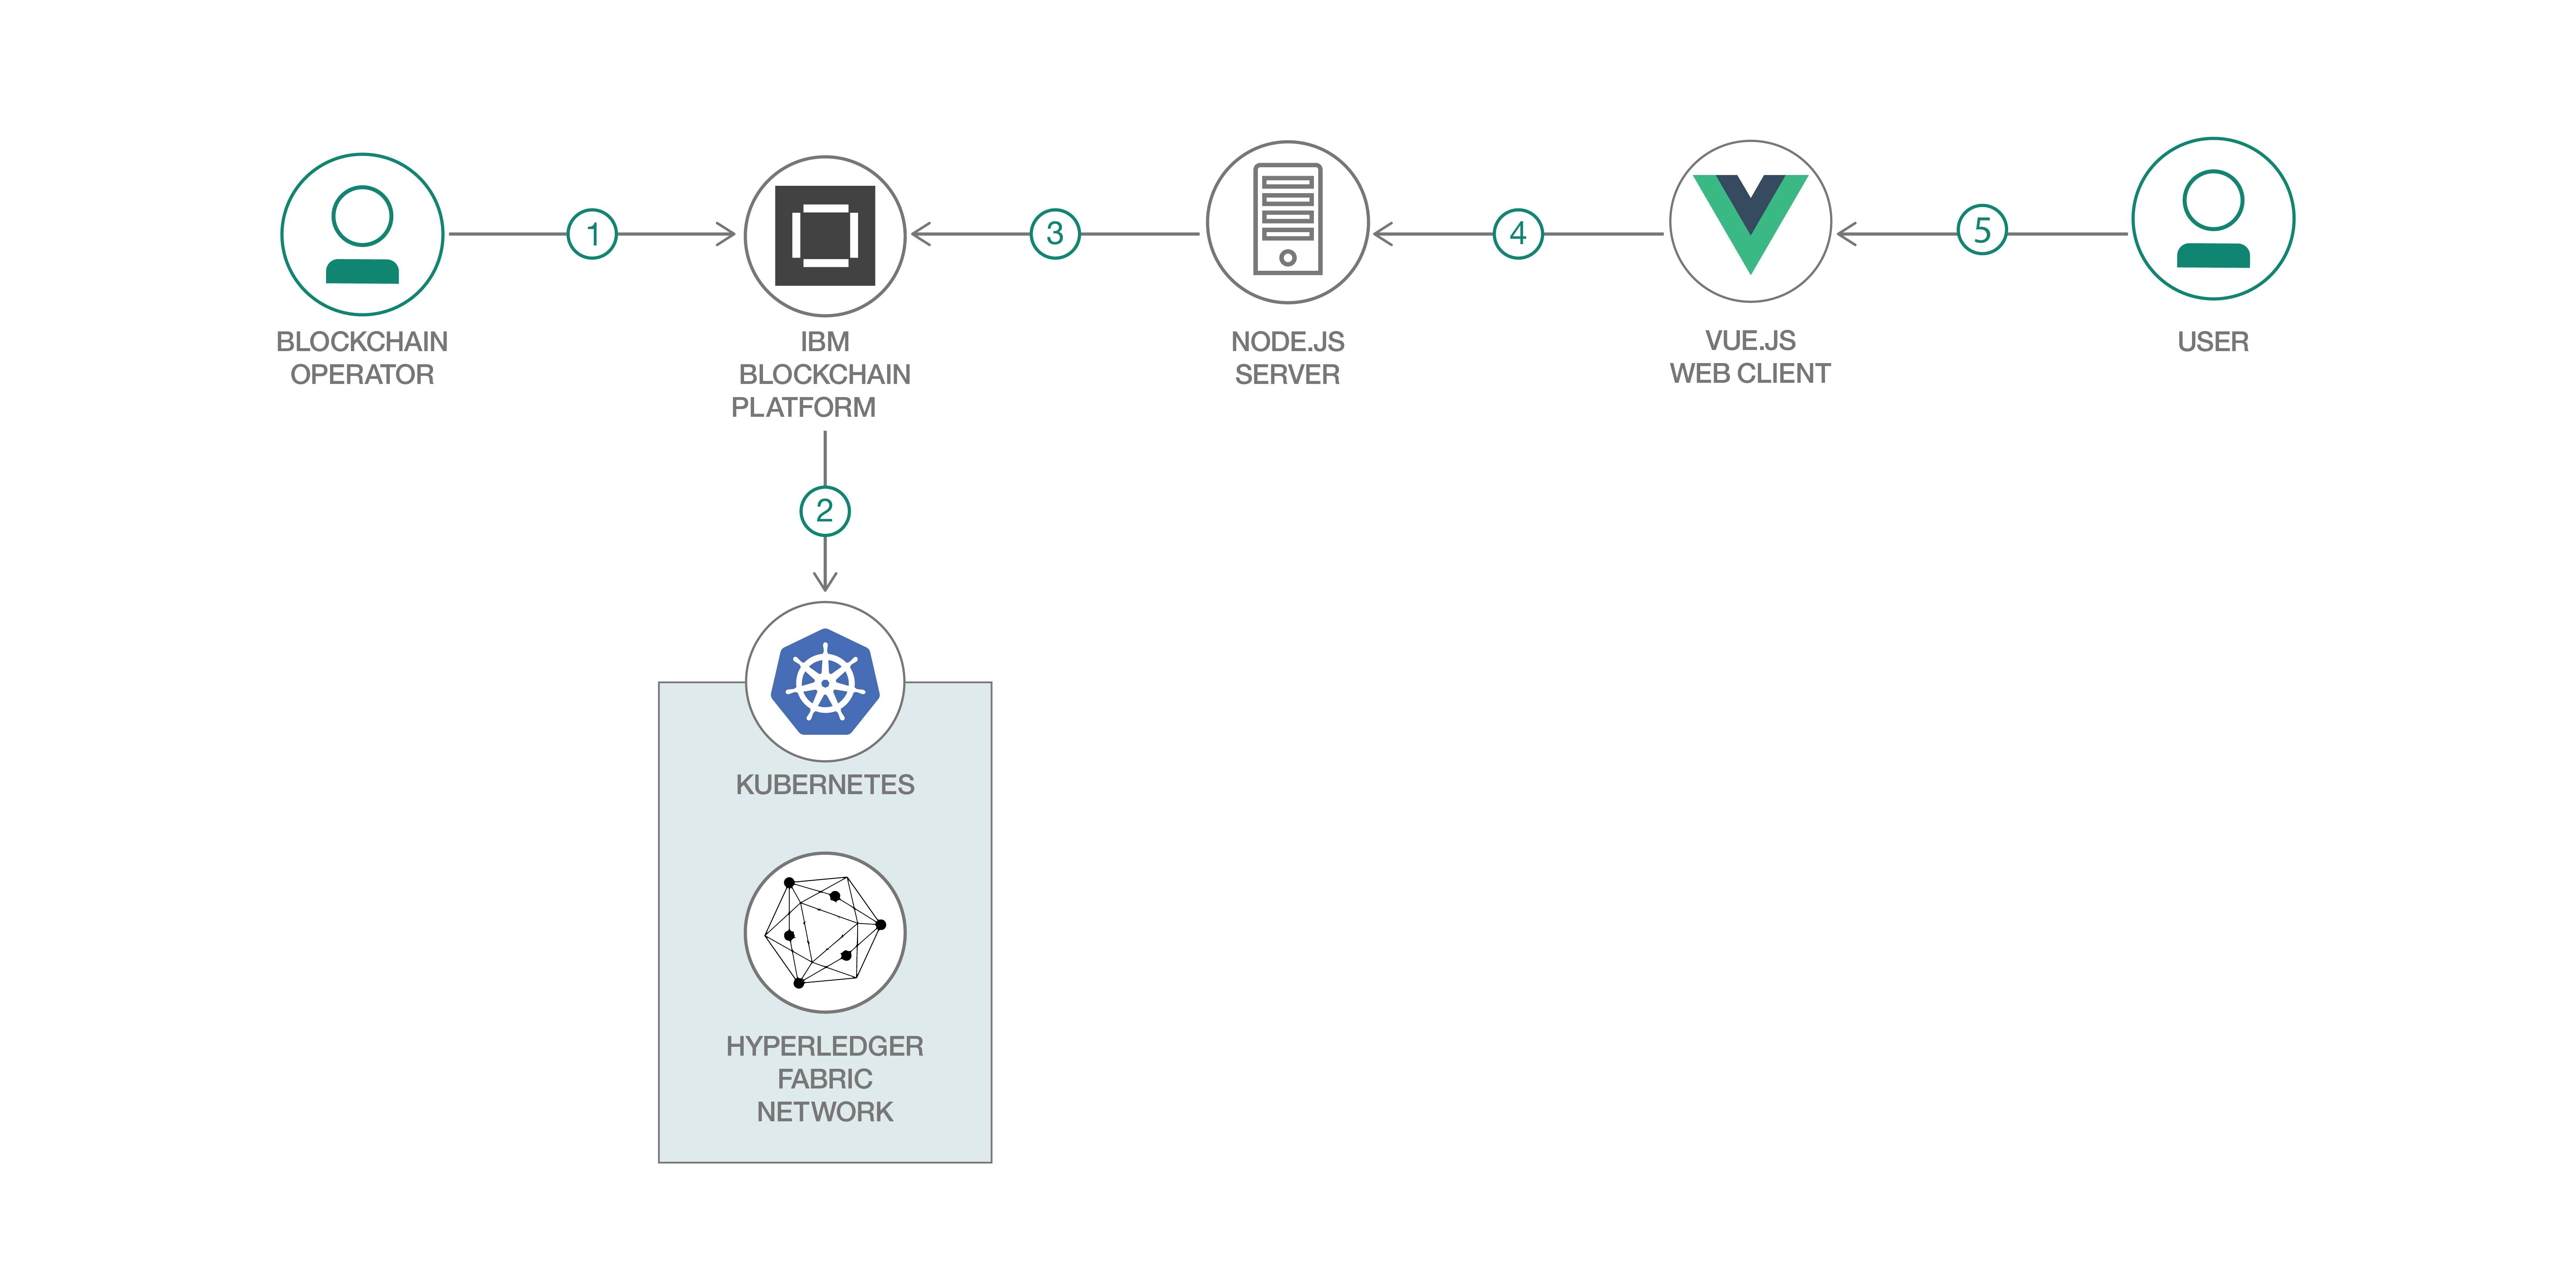 1
3
4
5
BLOCKCHAIN
OPERATOR
IBM
BLOCKCHAIN
PLATFORM
NODE.JS
SERVER
VUE.JS
WEB CLIENT
USER
2
KUBERNETES
HYPERLEDGER
FABRIC
NETWORK